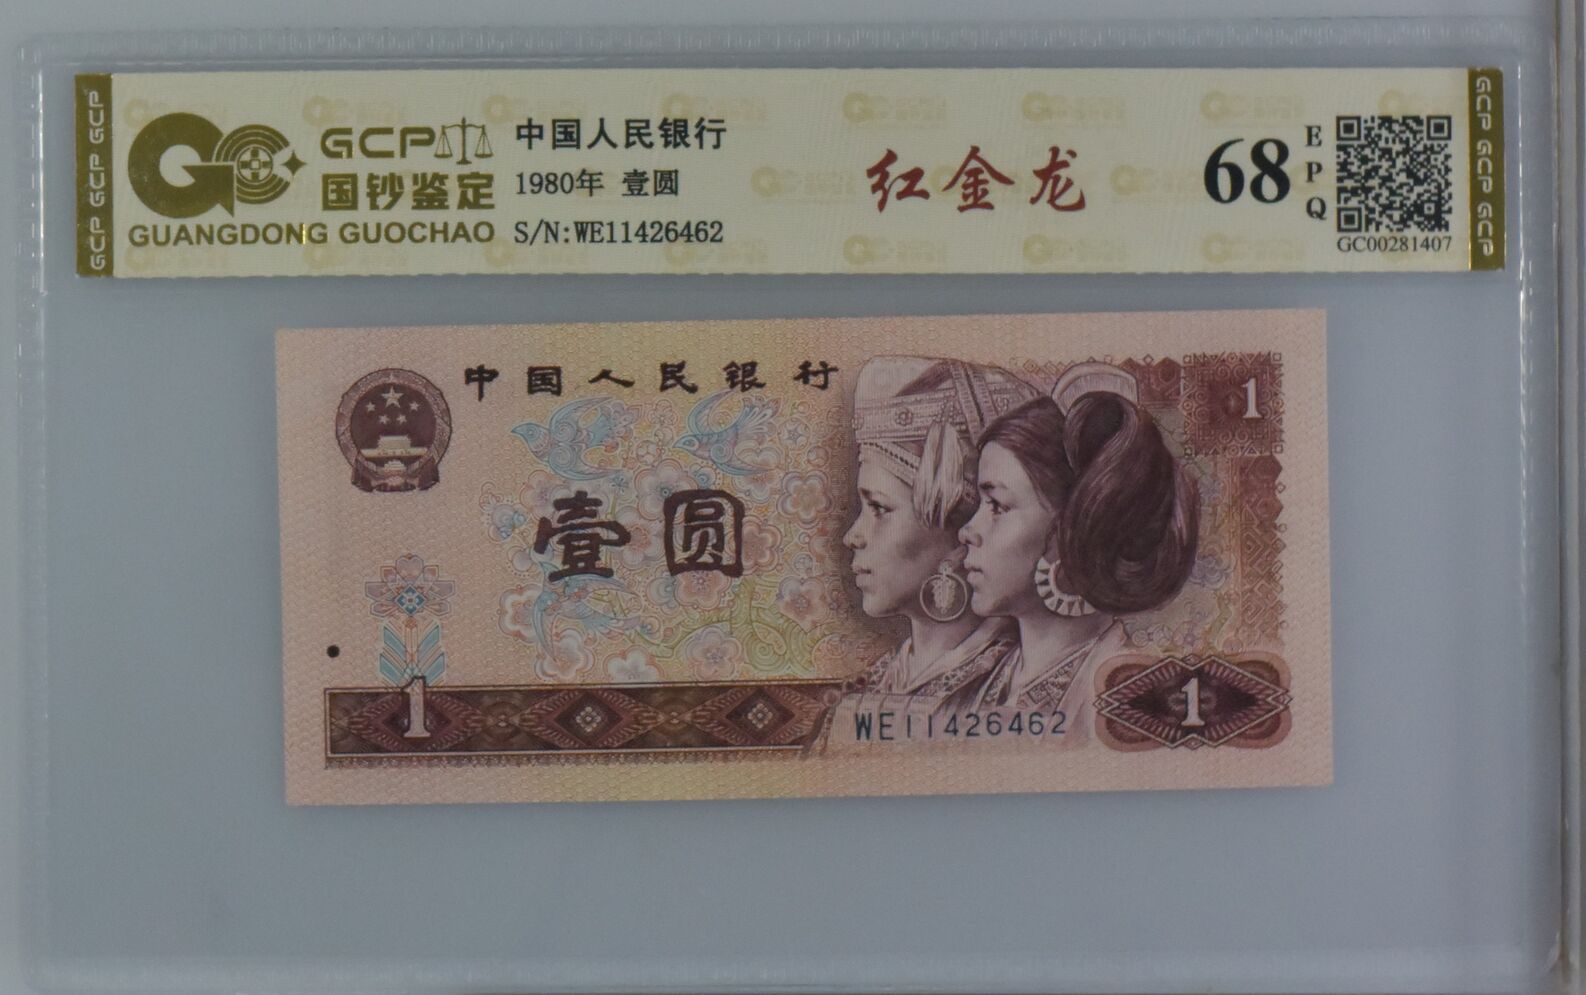 GCP GCP GCP
GCP
国钞鉴定
GUANGDONG GUOCHAO
中国人民银行
1980年 壹圆
S/N:WE11426462
红金龙
68
EPQ
GC00281407
GCP GCP GCP
中国人民银行
1
壹圆
1
WE11426462
1